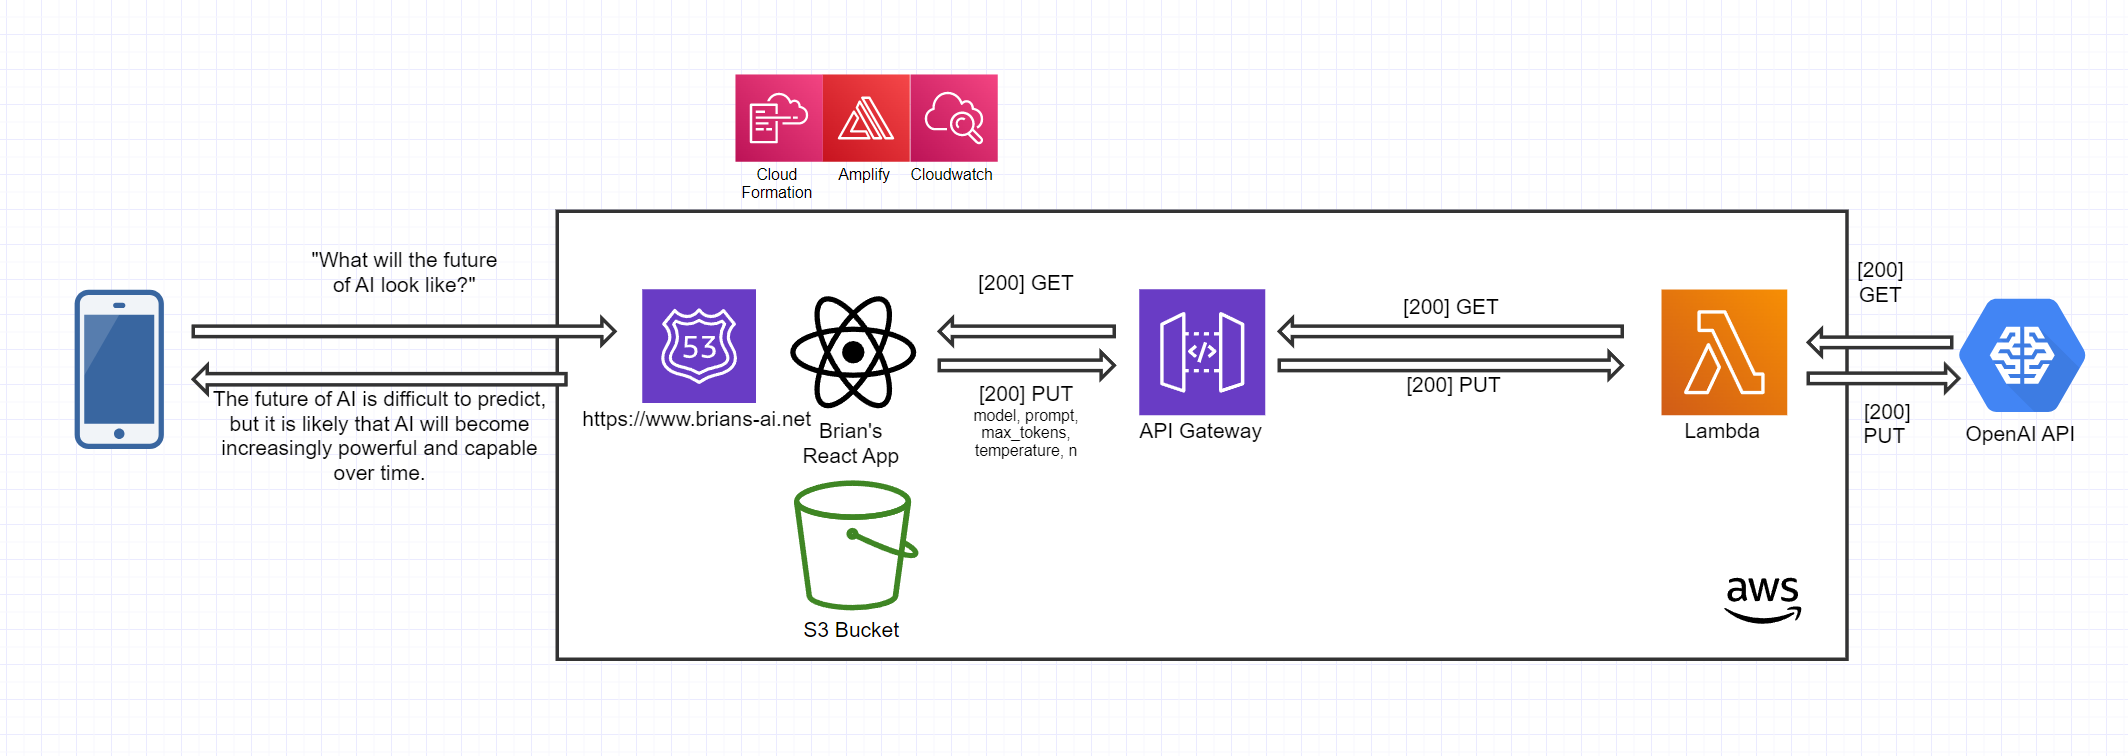 Cloud
Formation
Amplify
Cloudwatch
"What will the future
of AI look like?"
The future of AI is difficult to predict,
but it is likely that AI will become
increasingly powerful and capable
over time.
53
https://www.brians-ai.net
Brian's
React App
S3 Bucket
[200] GET
[200] PUT
model, prompt,
max_tokens,
temperature, n
</>
API Gateway
[200] GET
[200] PUT
Lambda
aws
[200]
GET
[200]
PUT
OpenAI API